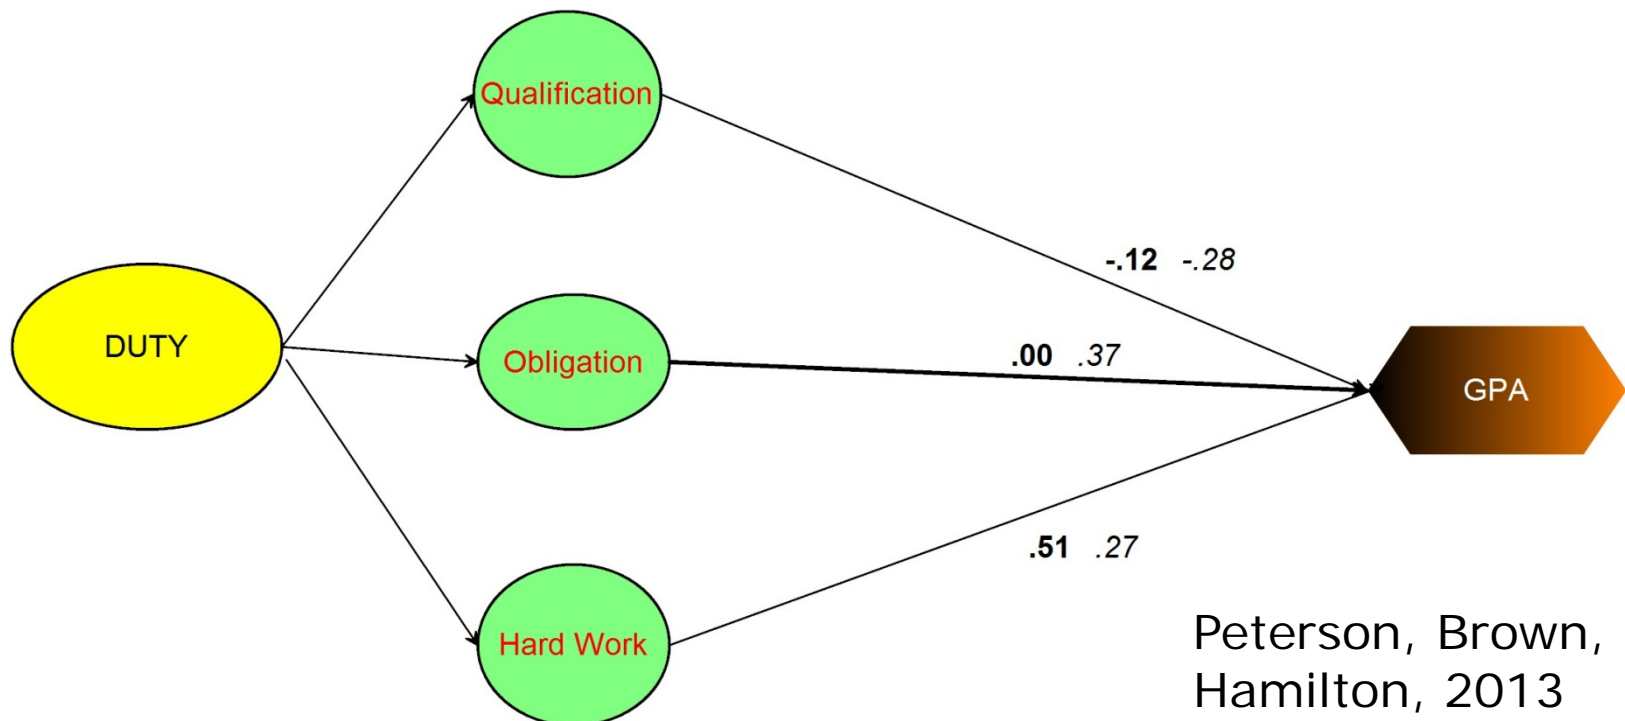 Qualification
-.12 -.28
DUTY
Obligation
.00 .37
GPA
.51 .27
Hard Work
Peterson, Brown,
Hamilton, 2013